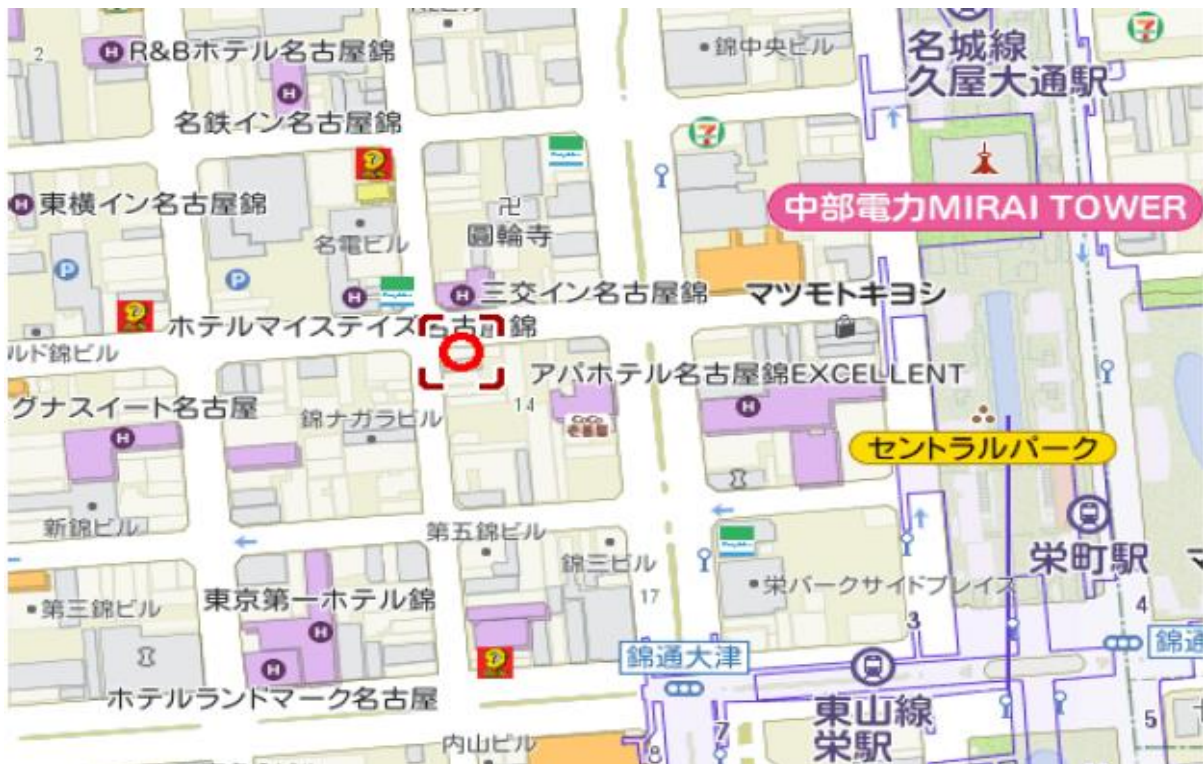 錦中央ビル
名城線
久屋大通駅
2
R&Bホテル名古屋錦
名鉄イン名古屋錦
東横イン名古屋錦
名電ビル
圓輪寺
中部電力MIRAI TOWER
三交イン名古屋錦
マツモトキヨシ
ホテルマイステイズ名古屋錦
ルド錦ビル
アパホテル名古屋錦EXCELLENT
グナスイート名古屋
錦ナガラビル
14
CoCo
壱番屋
セントラルパーク
新錦ビル
第五錦ビル
錦三ビル
栄町駅
第三錦ビル
東京第一ホテル錦
17
栄パークサイドプレイス
3
4
錦通大津
錦通
ホテルランドマーク名古屋
東山線
栄駅
内山ビル
7
8
5